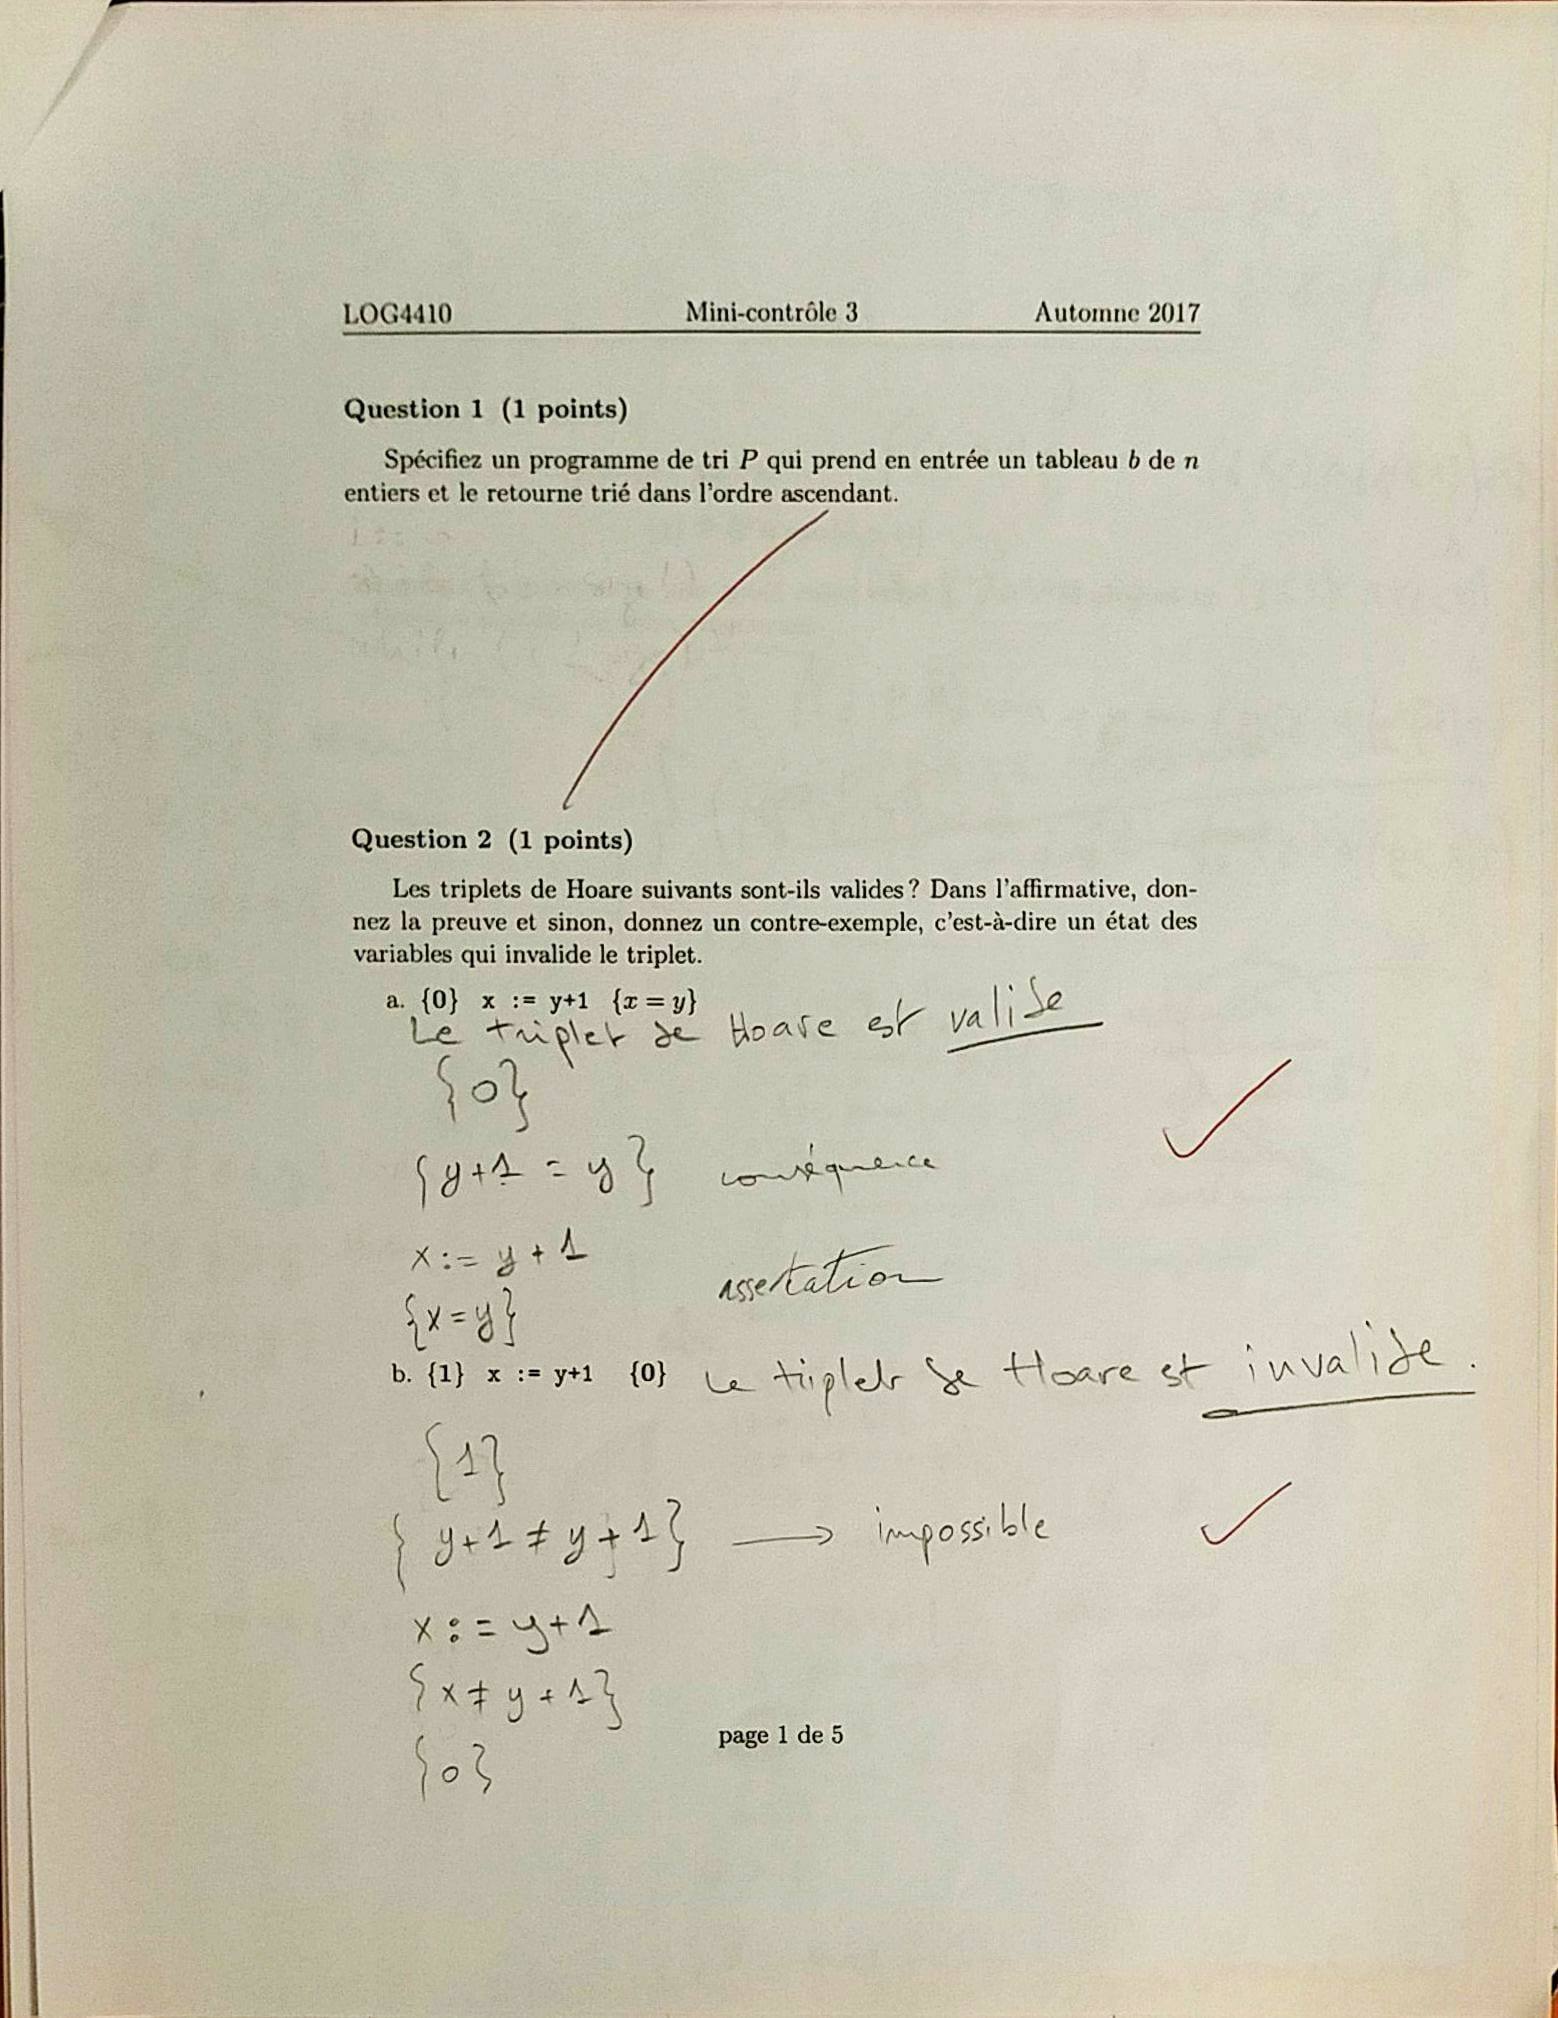 LOG4410 Mini-contrôle 3 Automne 2017
Question 1 (1 points)
Spécifiez un programme de tri P qui prend en entrée un tableau b de n
entiers et le retourne trié dans l'ordre ascendant.
Question 2 (1 points)
Les triplets de Hoare suivants sont-ils valides ? Dans l'affirmative, don-
nez la preuve et sinon, donnez un contre-exemple, c'est-à-dire un état des
variables qui invalide le triplet.
a. {0} x := y+1 {x = y}
Le triplet de Hoare est valide
{0}
{y+1 = y} conséquence
x := y + 1
assertation
{x = y}
b. {1} x := y+1 {0} Le triplet de Hoare est invalide.
{1}
{y+1 ≠ y+1} → impossible
x := y+1
{x ≠ y + 1}
page 1 de 5
{0}